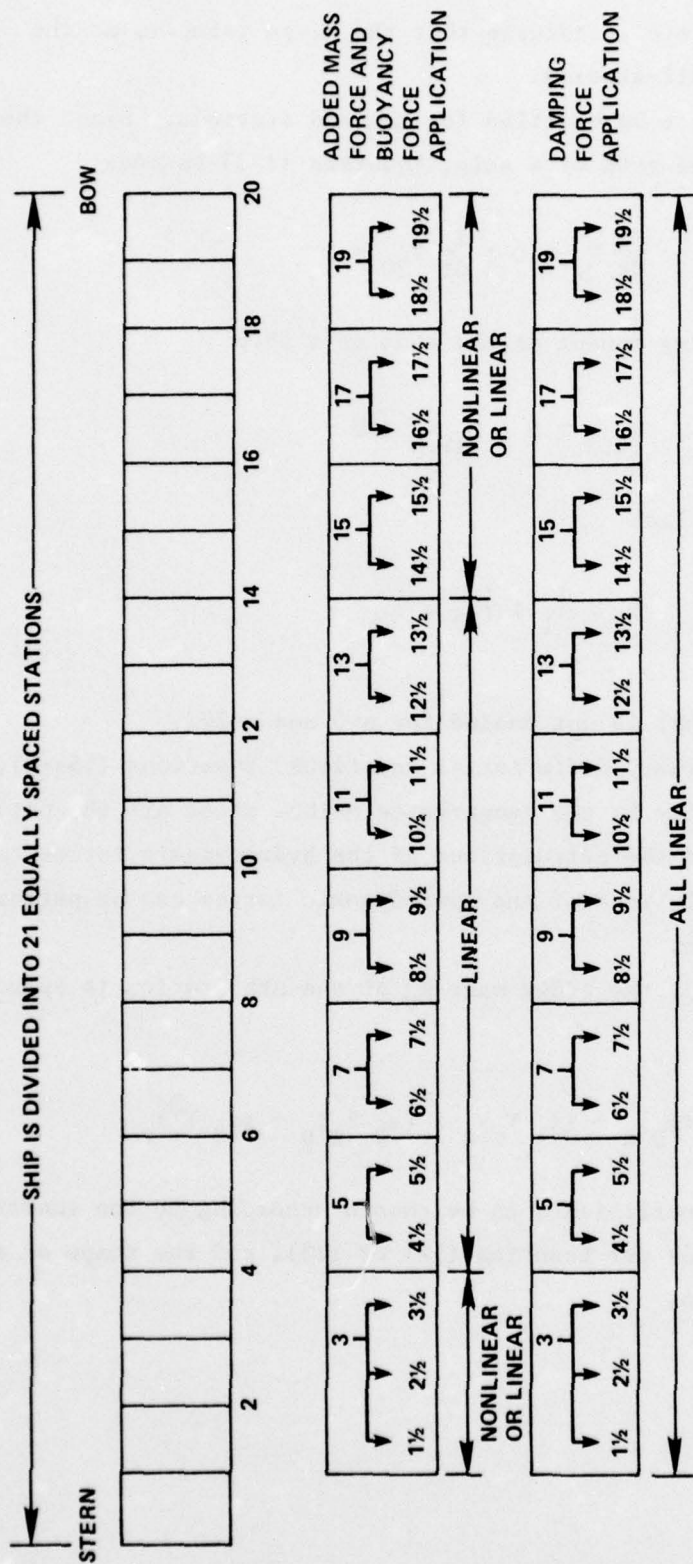 SHIP IS DIVIDED INTO 21 EQUALLY SPACED STATIONS
STERN
BOW
2 4 6 8 10 12 14 16 18 20
3 5 7 9 11 13 15 17 19
1½ 2½ 3½ 4½ 5½ 6½ 7½ 8½ 9½ 10½ 11½ 12½ 13½ 14½ 15½ 16½ 17½ 18½ 19½
ADDED MASS
FORCE AND
BUOYANCY
FORCE
APPLICATION
NONLINEAR
OR LINEAR
LINEAR
NONLINEAR
OR LINEAR
3 5 7 9 11 13 15 17 19
1½ 2½ 3½ 4½ 5½ 6½ 7½ 8½ 9½ 10½ 11½ 12½ 13½ 14½ 15½ 16½ 17½ 18½ 19½
DAMPING
FORCE
APPLICATION
ALL LINEAR